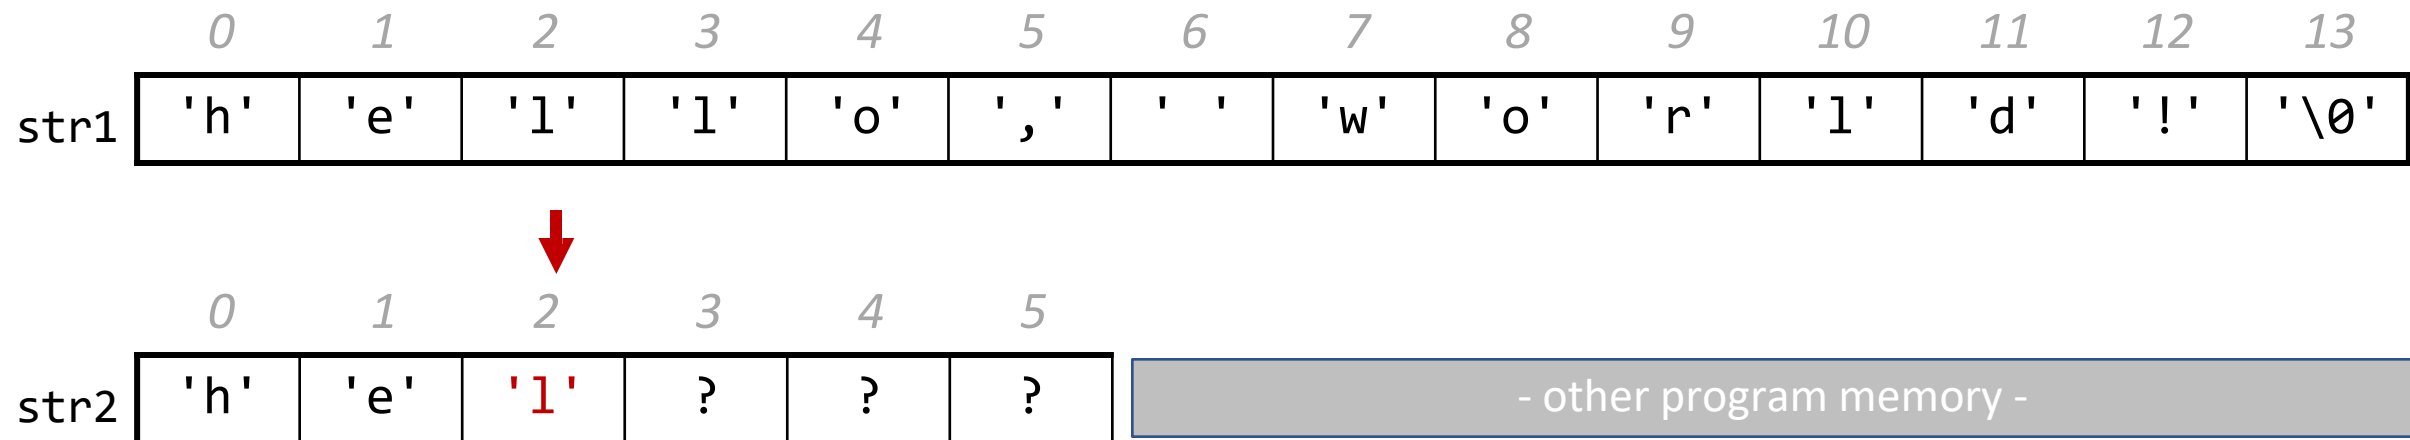 0 1 2 3 4 5 6 7 8 9 10 11 12 13
str1 'h' 'e' 'l' 'l' 'o' ',' ' ' 'w' 'o' 'r' 'l' 'd' '!' '\0'
0 1 2 3 4 5
str2 'h' 'e' 'l' ? ? ? - other program memory -